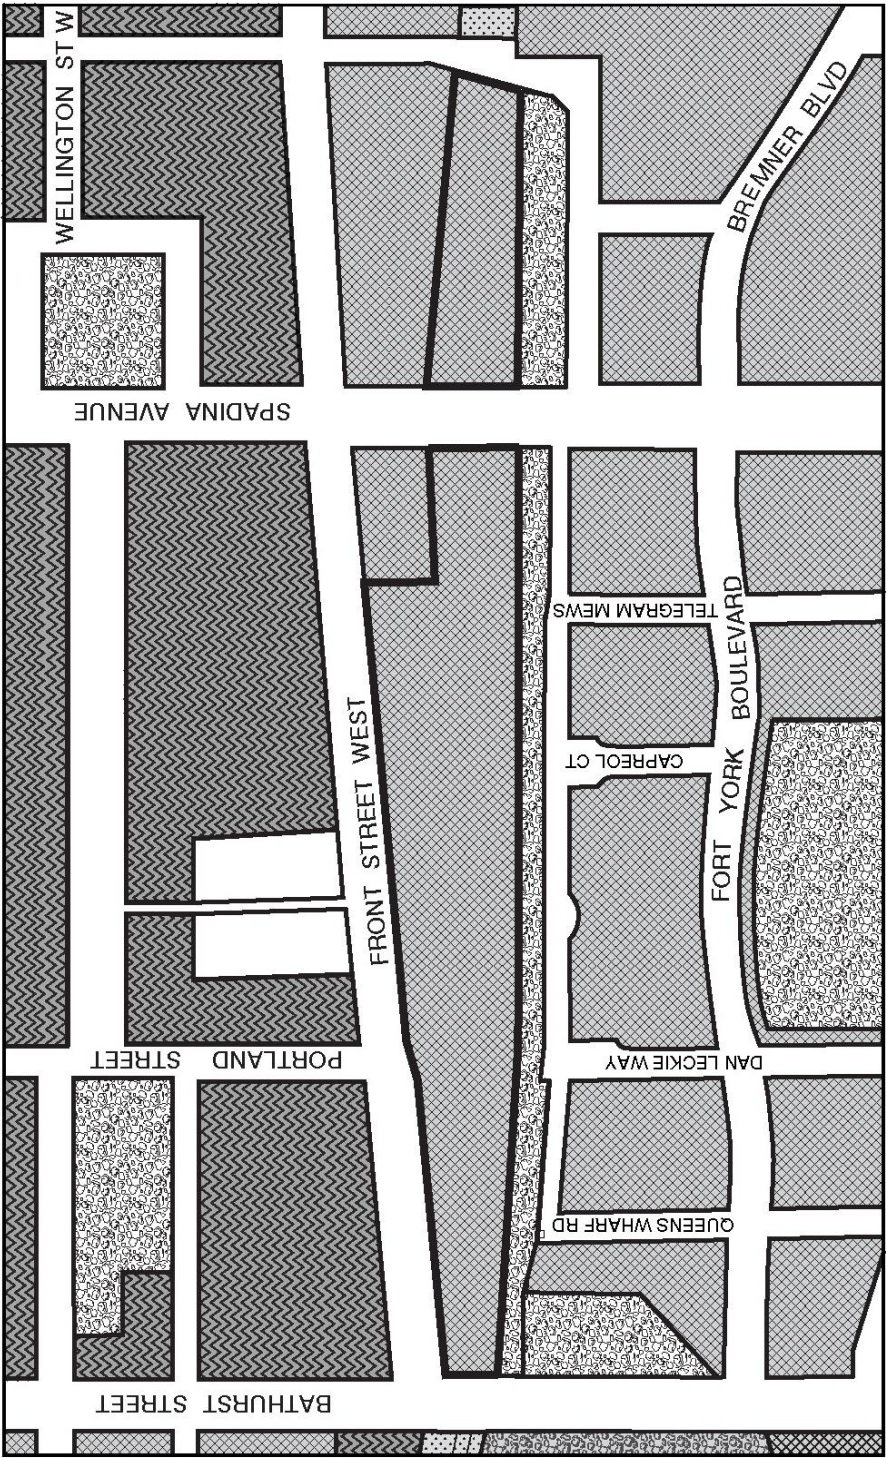 WELLINGTON ST W
BREMNER BLVD
SPADINA AVENUE
TELEGRAM MEWS
FORT YORK BOULEVARD
CAPREOL CT
FRONT STREET WEST
PORTLAND STREET
DAN LECKIE WAY
QUEENS WHARF RD
BATHURST STREET